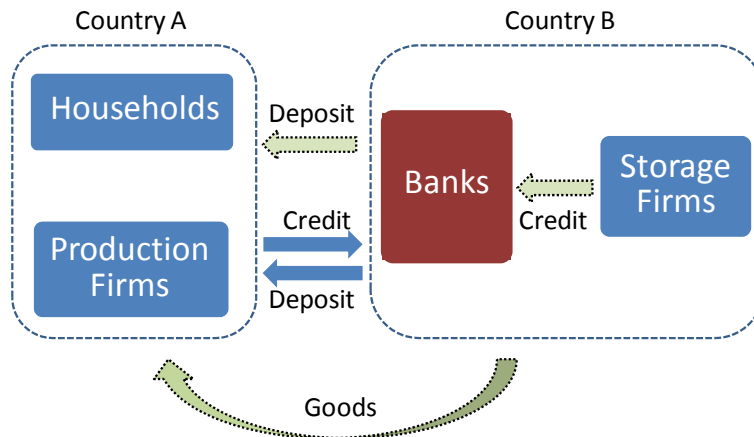 Country A
Country B
Households
Deposit
Banks
Storage
Firms
Credit
Production
Firms
Credit
Deposit
Goods